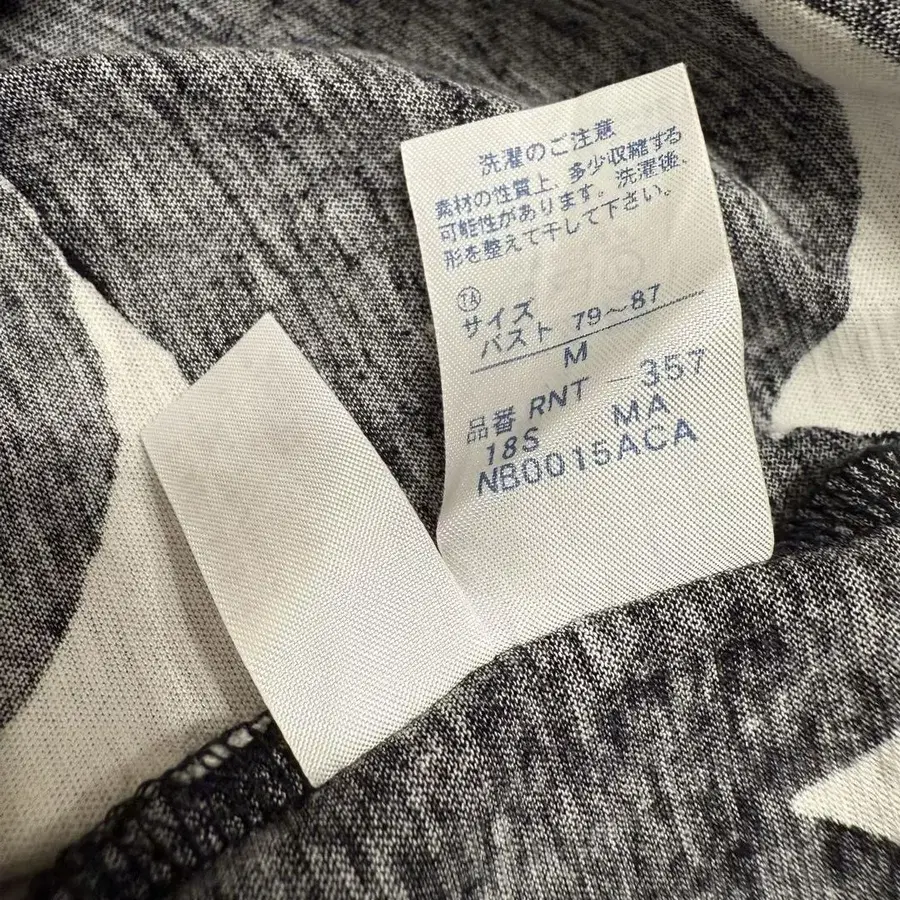 洗濯のご注意
素材の性質上、多少収縮する
可能性があります。洗濯後、
形を整えて干して下さい。
TA
サイズ
バスト 79〜87
M
品番 RNT —357
18S MA
NB0015ACA